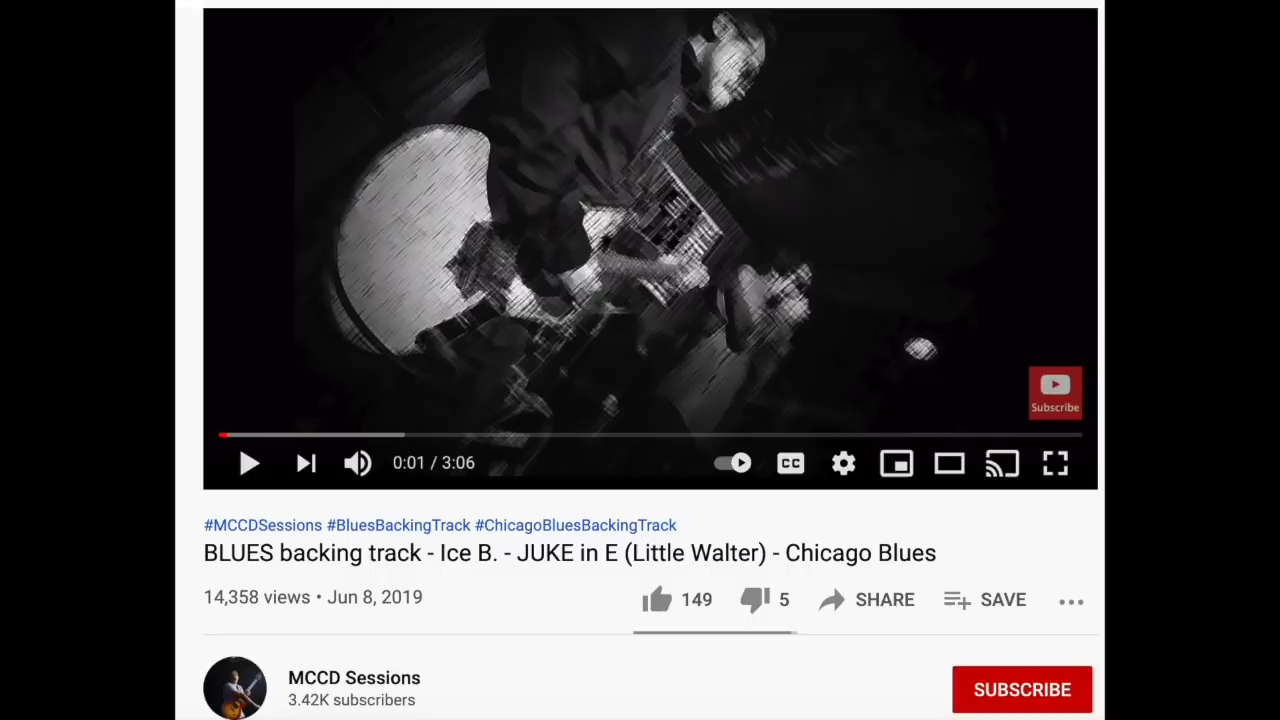 Subscribe
0:01 / 3:06
CC
#MCCDSessions #BluesBackingTrack #ChicagoBluesBackingTrack
BLUES backing track - Ice B. - JUKE in E (Little Walter) - Chicago Blues
14,358 views • Jun 8, 2019
149 5 SHARE SAVE
MCCD Sessions
3.42K subscribers
SUBSCRIBE